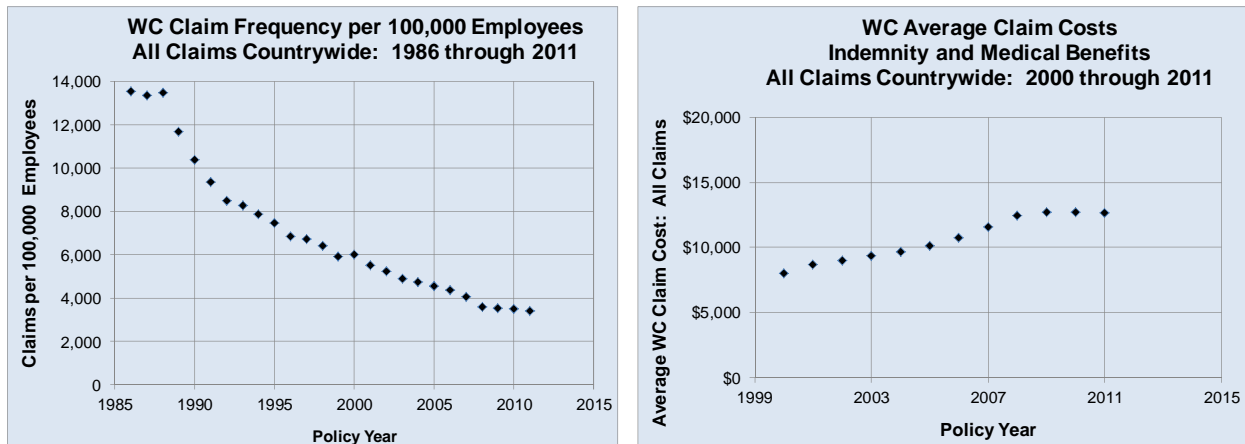 WC Claim Frequency per 100,000 Employees
All Claims Countrywide:  1986 through 2011
Claims per 100,000  Employees
14,000
12,000
10,000
8,000
6,000
4,000
2,000
0
1985
1990
1995
2000
2005
2010
2015
Policy Year
WC Average Claim Costs
Indemnity and Medical Benefits
All Claims Countrywide:  2000 through 2011
Average WC Claim Cost:  All Claims
$20,000
$15,000
$10,000
$5,000
$0
1999
2003
2007
2011
2015
Policy Year